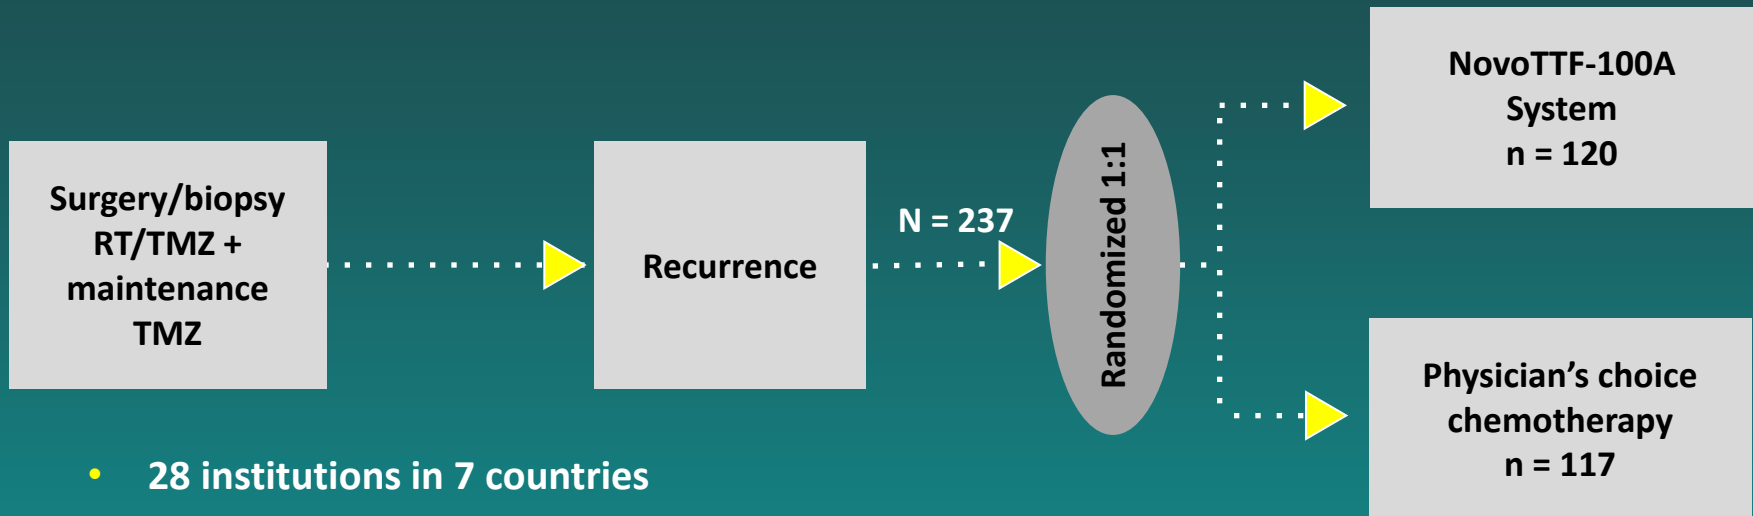 Surgery/biopsy
RT/TMZ +
maintenance
TMZ
Recurrence
N = 237
Randomized 1:1
NovoTTF-100A
System
n = 120
Physician’s choice
chemotherapy
n = 117
• 28 institutions in 7 countries